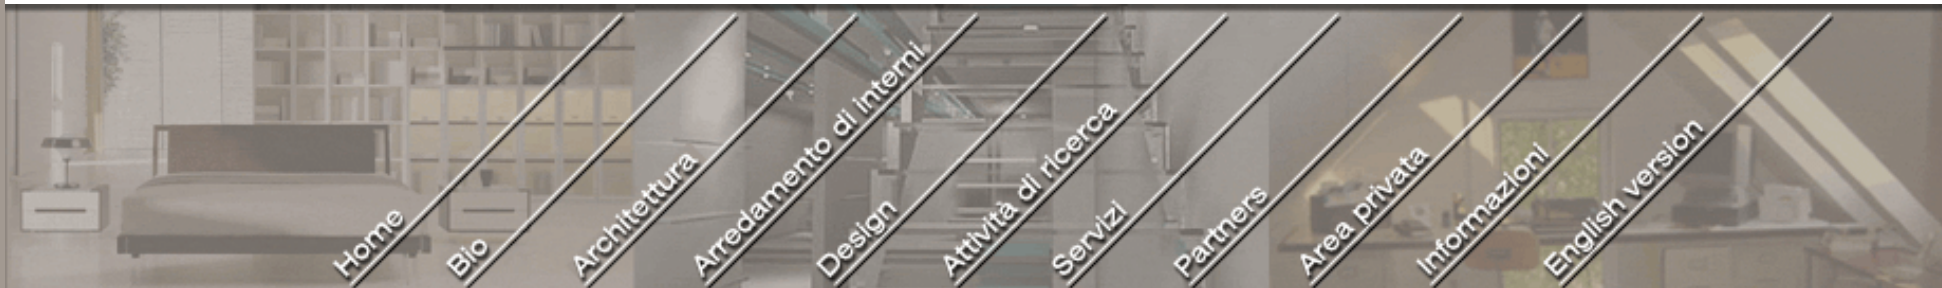 Home
Bio
Architettura
Arredamento di interni
Design
Attività di ricerca
Servizi
Partners
Area privata
Informazioni
English version